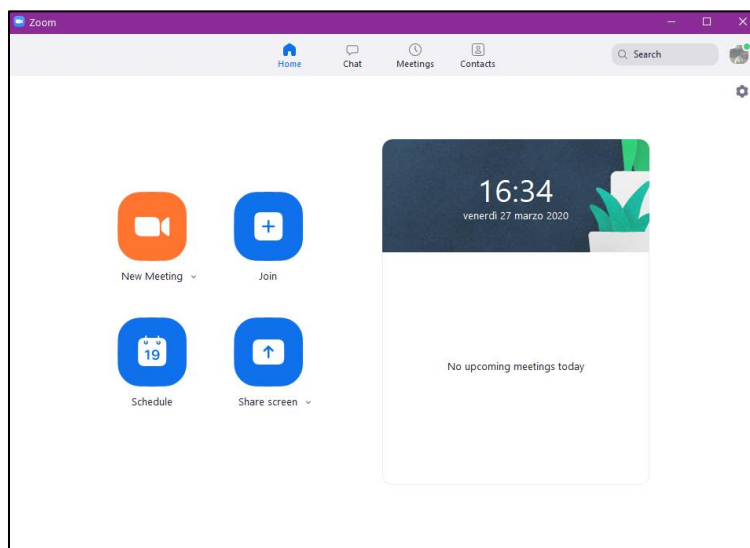 Zoom
Home
Chat
Meetings
Contacts
Search
16:34
venerdì 27 marzo 2020
New Meeting
Join
19
Schedule
Share screen
No upcoming meetings today